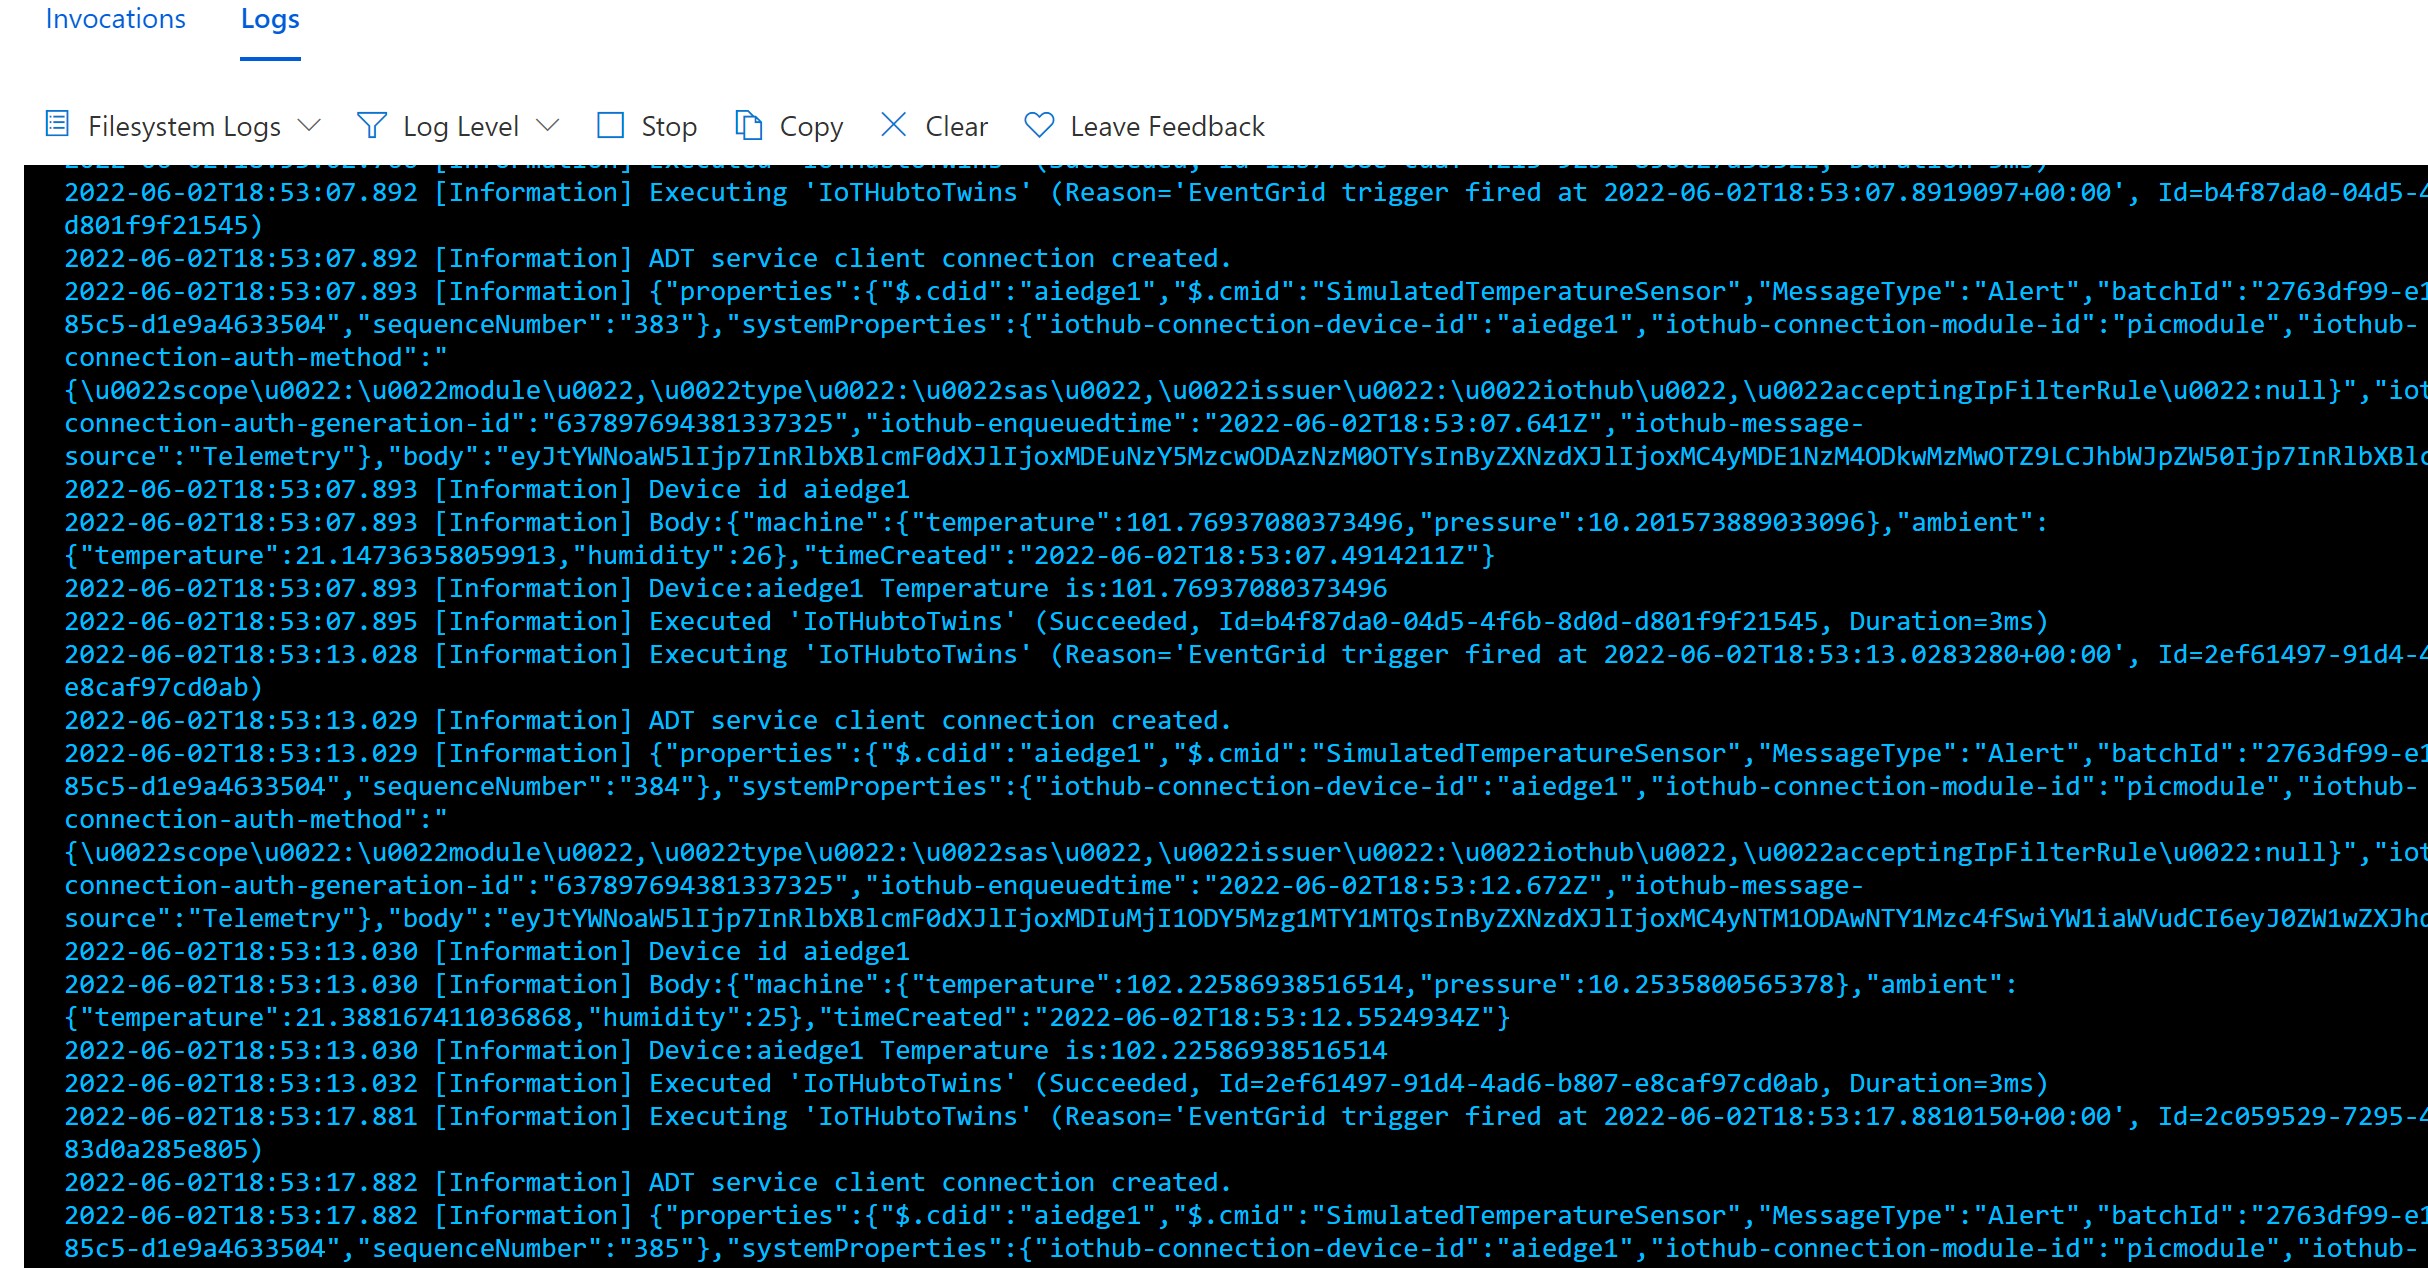 Invocations Logs
Filesystem Logs Log Level Stop Copy Clear Leave Feedback
2022-06-02T18:53:07.892 [Information] Executing 'IoTHubtoTwins' (Reason='EventGrid trigger fired at 2022-06-02T18:53:07.8919097+00:00', Id=b4f87da0-04d5-4
d801f9f21545)
2022-06-02T18:53:07.892 [Information] ADT service client connection created.
2022-06-02T18:53:07.893 [Information] {"properties":{"$.cdid":"aiedge1","$.cmid":"SimulatedTemperatureSensor","MessageType":"Alert","batchId":"2763df99-e1
85c5-d1e9a4633504","sequenceNumber":"383"},"systemProperties":{"iothub-connection-device-id":"aiedge1","iothub-connection-module-id":"picmodule","iothub-
connection-auth-method":"
{\u0022scope\u0022:\u0022module\u0022,\u0022type\u0022:\u0022sas\u0022,\u0022issuer\u0022:\u0022iothub\u0022,\u0022acceptingIpFilterRule\u0022:null}","iot
connection-auth-generation-id":"637897694381337325","iothub-enqueuedtime":"2022-06-02T18:53:07.641Z","iothub-message-
source":"Telemetry"},"body":"eyJtYWNoaW5lIjp7InRlbXBlcmF0dXJlIjoxMDEuNzY5MzcwODAzNzM0OTYsInByZXNzdXJlIjoxMC4yMDE1NzM4ODkwMzMwOTZ9LCJhbWJpZW50Ijp7InRlbXBlc
2022-06-02T18:53:07.893 [Information] Device id aiedge1
2022-06-02T18:53:07.893 [Information] Body:{"machine":{"temperature":101.76937080373496,"pressure":10.201573889033096},"ambient":
{"temperature":21.14736358059913,"humidity":26},"timeCreated":"2022-06-02T18:53:07.4914211Z"}
2022-06-02T18:53:07.893 [Information] Device:aiedge1 Temperature is:101.76937080373496
2022-06-02T18:53:07.895 [Information] Executed 'IoTHubtoTwins' (Succeeded, Id=b4f87da0-04d5-4f6b-8d0d-d801f9f21545, Duration=3ms)
2022-06-02T18:53:13.028 [Information] Executing 'IoTHubtoTwins' (Reason='EventGrid trigger fired at 2022-06-02T18:53:13.0283280+00:00', Id=2ef61497-91d4-4
e8caf97cd0ab)
2022-06-02T18:53:13.029 [Information] ADT service client connection created.
2022-06-02T18:53:13.029 [Information] {"properties":{"$.cdid":"aiedge1","$.cmid":"SimulatedTemperatureSensor","MessageType":"Alert","batchId":"2763df99-e1
85c5-d1e9a4633504","sequenceNumber":"384"},"systemProperties":{"iothub-connection-device-id":"aiedge1","iothub-connection-module-id":"picmodule","iothub-
connection-auth-method":"
{\u0022scope\u0022:\u0022module\u0022,\u0022type\u0022:\u0022sas\u0022,\u0022issuer\u0022:\u0022iothub\u0022,\u0022acceptingIpFilterRule\u0022:null}","iot
connection-auth-generation-id":"637897694381337325","iothub-enqueuedtime":"2022-06-02T18:53:12.672Z","iothub-message-
source":"Telemetry"},"body":"eyJtYWNoaW5lIjp7InRlbXBlcmF0dXJlIjoxMDIuMjI1ODY5Mzg1MTY1MTQsInByZXNzdXJlIjoxMC4yNTM1ODAwNTY1Mzc4fSwiYW1iaWVudCI6eyJ0ZW1wZXJhd
2022-06-02T18:53:13.030 [Information] Device id aiedge1
2022-06-02T18:53:13.030 [Information] Body:{"machine":{"temperature":102.22586938516514,"pressure":10.2535800565378},"ambient":
{"temperature":21.388167411036868,"humidity":25},"timeCreated":"2022-06-02T18:53:12.5524934Z"}
2022-06-02T18:53:13.030 [Information] Device:aiedge1 Temperature is:102.22586938516514
2022-06-02T18:53:13.032 [Information] Executed 'IoTHubtoTwins' (Succeeded, Id=2ef61497-91d4-4ad6-b807-e8caf97cd0ab, Duration=3ms)
2022-06-02T18:53:17.881 [Information] Executing 'IoTHubtoTwins' (Reason='EventGrid trigger fired at 2022-06-02T18:53:17.8810150+00:00', Id=2c059529-7295-4
83d0a285e805)
2022-06-02T18:53:17.882 [Information] ADT service client connection created.
2022-06-02T18:53:17.882 [Information] {"properties":{"$.cdid":"aiedge1","$.cmid":"SimulatedTemperatureSensor","MessageType":"Alert","batchId":"2763df99-e1
85c5-d1e9a4633504","sequenceNumber":"385"},"systemProperties":{"iothub-connection-device-id":"aiedge1","iothub-connection-module-id":"picmodule","iothub-